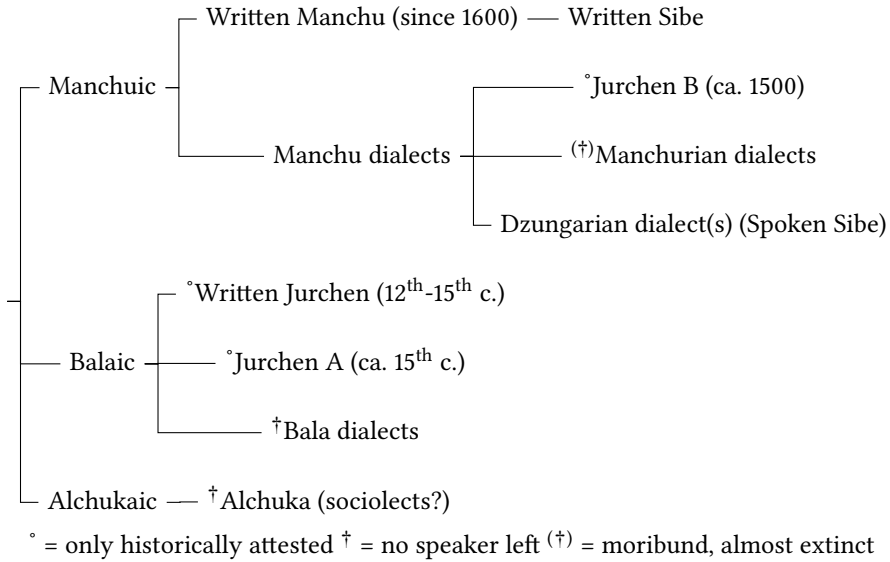 Written Manchu (since 1600) Written Sibe
Manchuic
°Jurchen B (ca. 1500)
Manchu dialects
(†)Manchurian dialects
Dzungarian dialect(s) (Spoken Sibe)
°Written Jurchen (12th-15th c.)
Balaic
°Jurchen A (ca. 15th c.)
†Bala dialects
Alchukaic
†Alchuka (sociolects?)
° = only historically attested † = no speaker left (†) = moribund, almost extinct